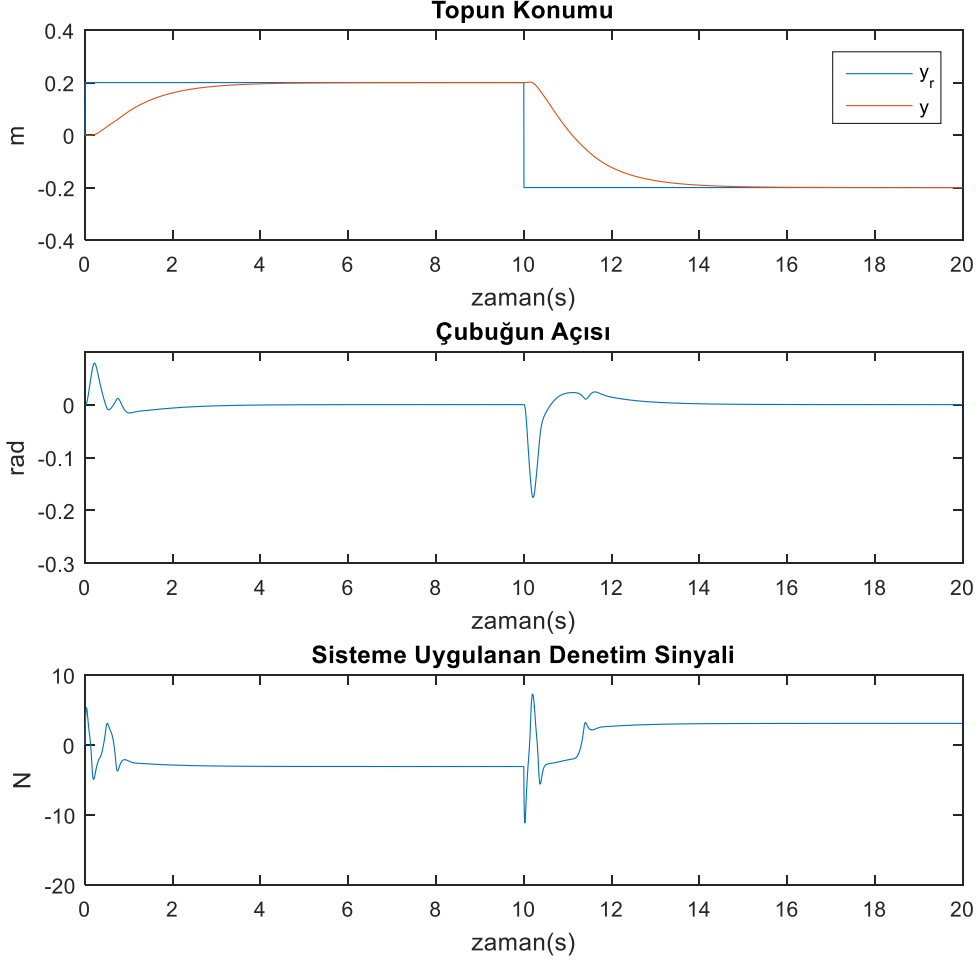 Topun Konumu
0.4
0.2
0
-0.2
-0.4
m
y_r
y
0 2 4 6 8 10 12 14 16 18 20
zaman(s)
Çubuğun Açısı
0
-0.1
-0.2
-0.3
rad
0 2 4 6 8 10 12 14 16 18 20
zaman(s)
Sisteme Uygulanan Denetim Sinyali
10
0
-10
-20
N
0 2 4 6 8 10 12 14 16 18 20
zaman(s)